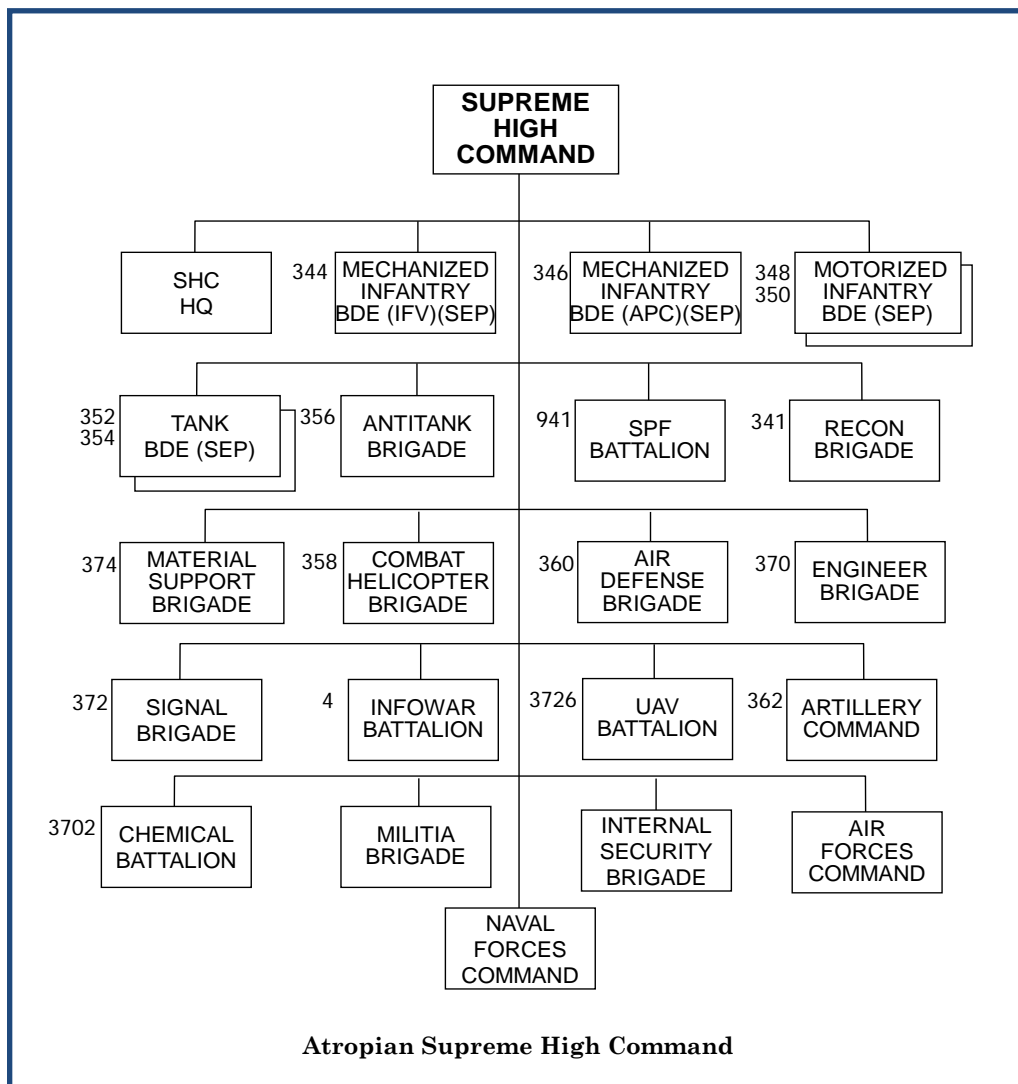 SUPREME
HIGH
COMMAND
SHC
HQ
344
MECHANIZED
INFANTRY
BDE (IFV)(SEP)
346
MECHANIZED
INFANTRY
BDE (APC)(SEP)
348
350
MOTORIZED
INFANTRY
BDE (SEP)
352
354
TANK
BDE (SEP)
356
ANTITANK
BRIGADE
941
SPF
BATTALION
341
RECON
BRIGADE
374
MATERIAL
SUPPORT
BRIGADE
358
COMBAT
HELICOPTER
BRIGADE
360
AIR
DEFENSE
BRIGADE
370
ENGINEER
BRIGADE
372
SIGNAL
BRIGADE
4
INFOWAR
BATTALION
3726
UAV
BATTALION
362
ARTILLERY
COMMAND
3702
CHEMICAL
BATTALION
MILITIA
BRIGADE
INTERNAL
SECURITY
BRIGADE
AIR
FORCES
COMMAND
NAVAL
FORCES
COMMAND
Atropian Supreme High Command